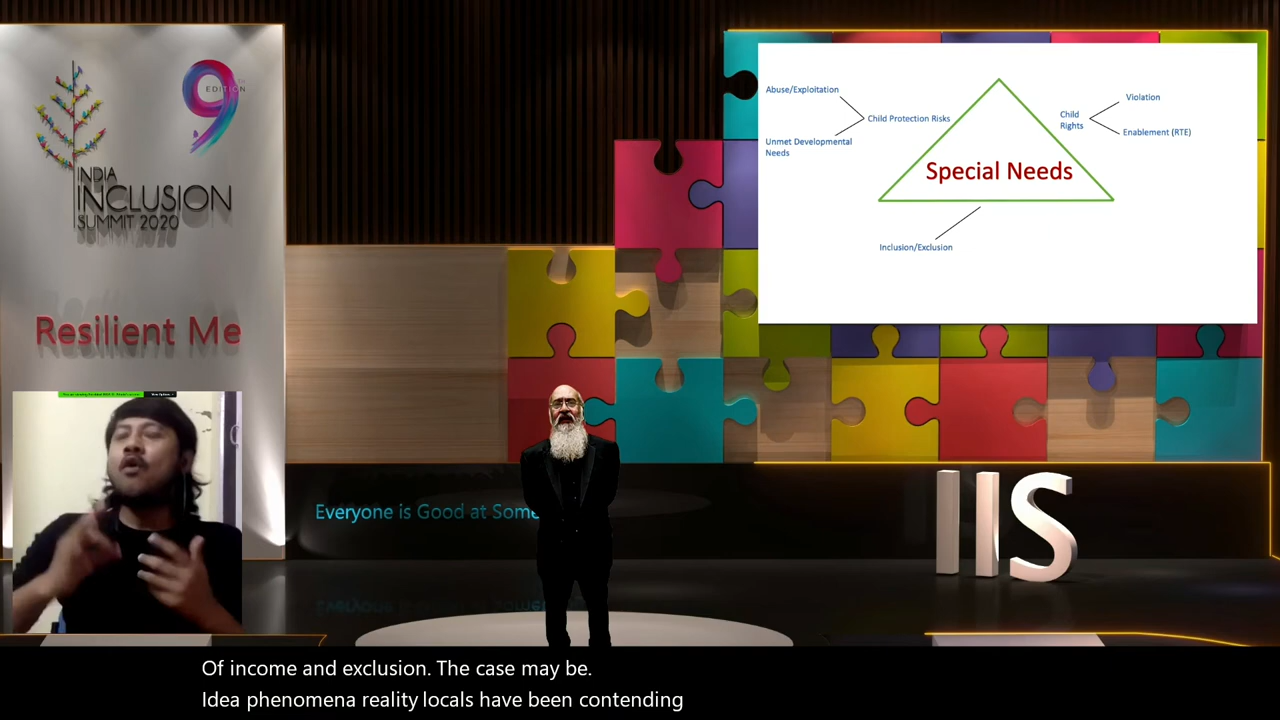 9
TH
EDITION
INDIA
INCLUSION
SUMMIT 2020
Resilient Me
Abuse/Exploitation
Unmet Developmental
Needs
Child Protection Risks
Special Needs
Child
Rights
Violation
Enablement (RTE)
Inclusion/Exclusion
Everyone is Good at Some
IIS
Of income and exclusion. The case may be.
Idea phenomena reality locals have been contending